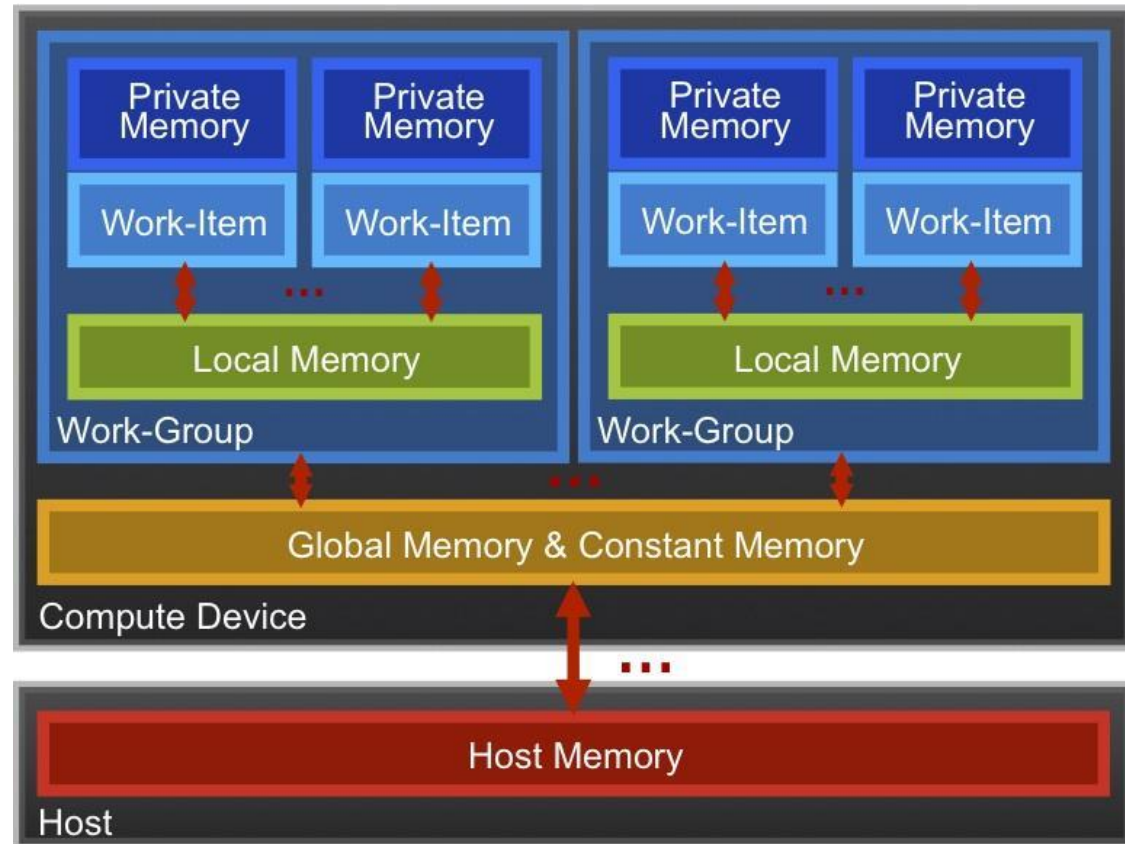 Private
Memory
Private
Memory
Private
Memory
Private
Memory
Work-Item
Work-Item
Work-Item
Work-Item
...
...
Local Memory
Local Memory
Work-Group
Work-Group
...
Global Memory & Constant Memory
Compute Device
...
Host Memory
Host